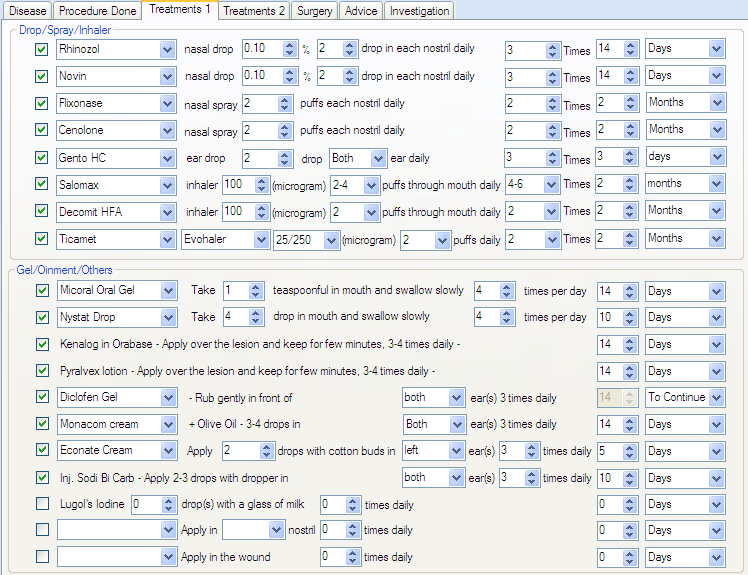 Disease Procedure Done Treatments 1 Treatments 2 Surgery Advice Investigation
Drop/Spray/Inhaler
Rhinozol nasal drop 0.10 % 2 drop in each nostril daily 3 Times 14 Days
Novin nasal drop 0.10 % 2 drop in each nostril daily 3 Times 14 Days
Flixonase nasal spray 2 puffs each nostril daily 2 Times 2 Months
Cenolone nasal spray 2 puffs each nostril daily 2 Times 2 Months
Gento HC ear drop 2 drop Both ear daily 3 Times 3 days
Salomax inhaler 100 (microgram) 2-4 puffs through mouth daily 4-6 Times 2 months
Decomit HFA inhaler 100 (microgram) 2 puffs through mouth daily 2 Times 2 Months
Ticamet Evohaler 25/250 (microgram) 2 puffs daily 2 Times 2 Months
Gel/Oinment/Others
Micoral Oral Gel Take 1 teaspoonful in mouth and swallow slowly 4 times per day 14 Days
Nystat Drop Take 4 drop in mouth and swallow slowly 4 times per day 10 Days
Kenalog in Orabase - Apply over the lesion and keep for few minutes, 3-4 times daily - 14 Days
Pyralvex lotion - Apply over the lesion and keep for few minutes, 3-4 times daily - 14 Days
Diclofen Gel - Rub gently in front of both ear(s) 3 times daily 14 To Continue
Monacom cream + Olive Oil - 3-4 drops in Both ear(s) 3 times daily 14 Days
Econate Cream Apply 2 drops with cotton buds in left ear(s) 3 times daily 5 Days
Inj. Sodi Bi Carb - Apply 2-3 drops with dropper in both ear(s) 3 times daily 10 Days
Lugol's Iodine 0 drop(s) with a glass of milk 0 times daily 0 Days
Apply in nostril 0 times daily 0 Days
Apply in the wound 0 times daily 0 Days